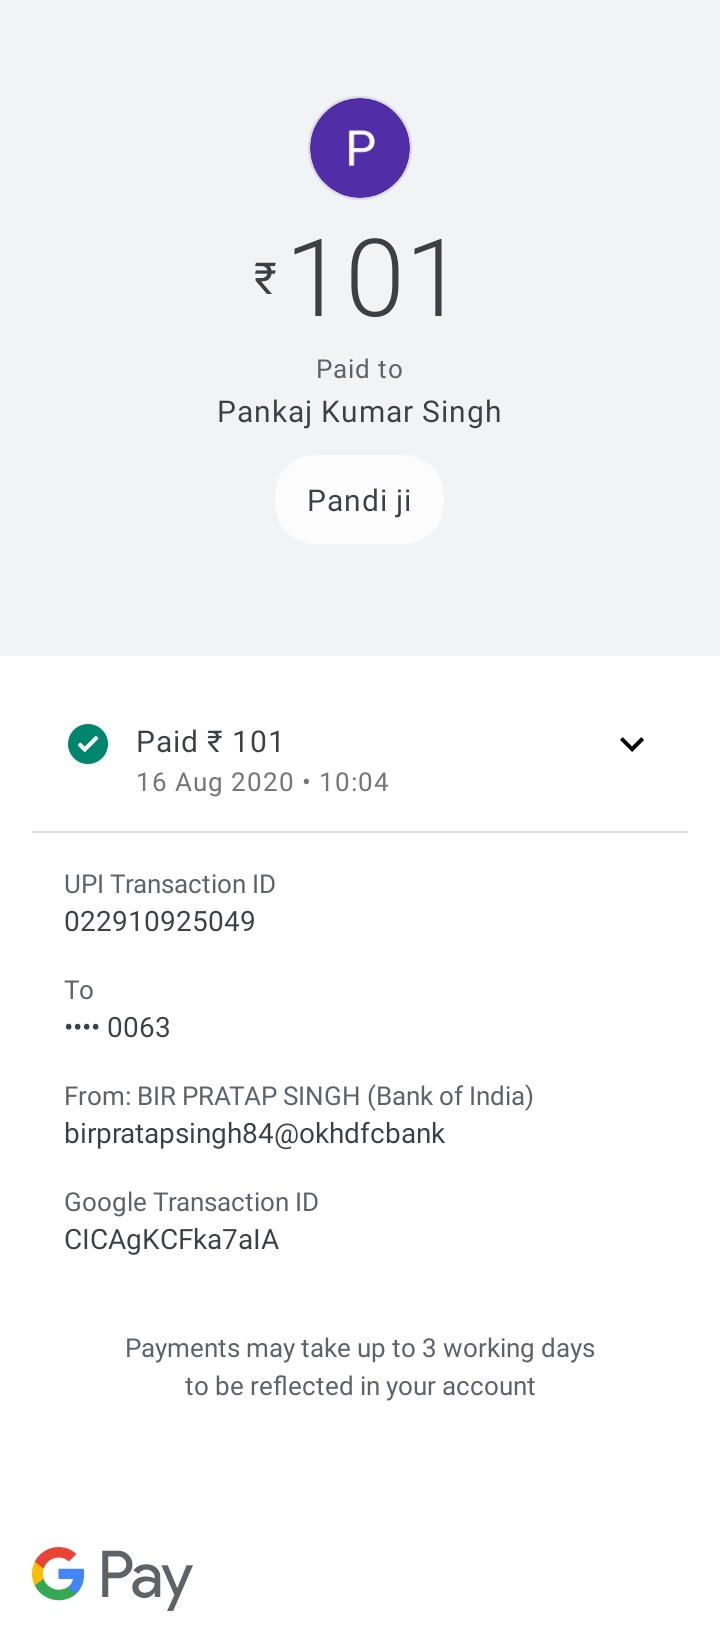 P
₹101
Paid to
Pankaj Kumar Singh
Pandi ji
Paid ₹ 101
16 Aug 2020 • 10:04
UPI Transaction ID
022910925049
To
•••• 0063
From: BIR PRATAP SINGH (Bank of India)
birpratapsingh84@okhdfcbank
Google Transaction ID
CICAgKCFka7aIA
Payments may take up to 3 working days
to be reflected in your account
G Pay